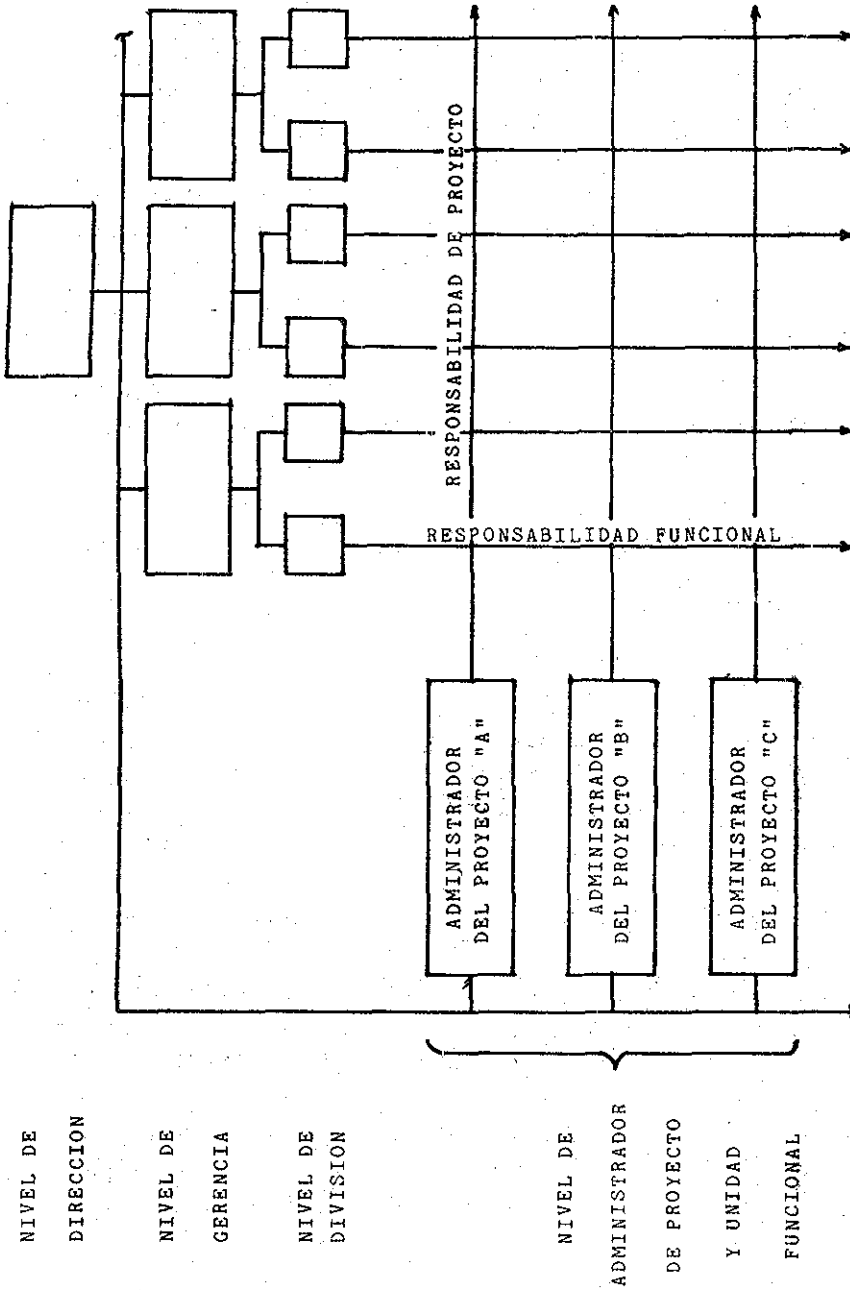 NIVEL DE
DIRECCION
NIVEL DE
GERENCIA
NIVEL DE
DIVISION
NIVEL DE
ADMINISTRADOR
DE PROYECTO
Y UNIDAD
FUNCIONAL
ADMINISTRADOR
DEL PROYECTO "A"
ADMINISTRADOR
DEL PROYECTO "B"
ADMINISTRADOR
DEL PROYECTO "C"
RESPONSABILIDAD FUNCIONAL
RESPONSABILIDAD DE PROYECTO